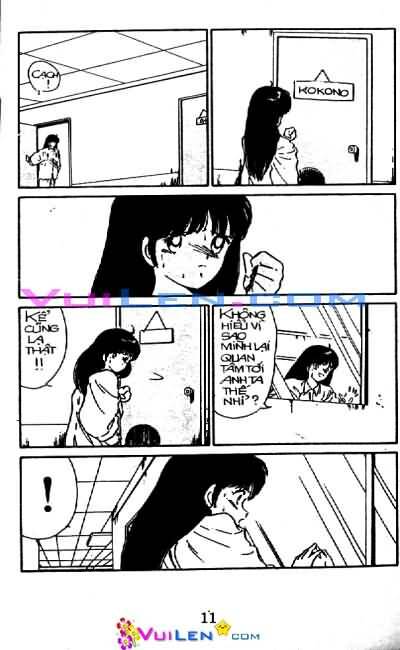 CẠCH
!
KOKONO
VUILEN.COM
KỂ
CŨNG
LẠ
THẬT
!!
KHÔNG
HIỂU VÌ
SAO
MÌNH LẠI
QUAN
TÂM TỚI
ANH TA
THẾ
NHỈ?
!
11
VUILEN.COM